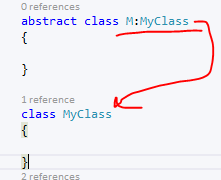 0 references
abstract class M:MyClass
{
}
1 reference
class MyClass
{
}
2 references